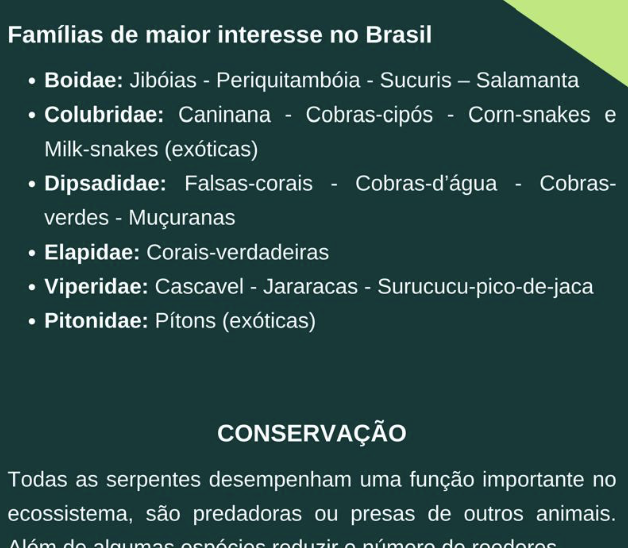 Famílias de maior interesse no Brasil
• Boidae: Jibóias - Periquitambóia - Sucuris – Salamanta
• Colubridae: Caninana - Cobras-cipós - Corn-snakes e
Milk-snakes (exóticas)
• Dipsadidae: Falsas-corais - Cobras-d’água - Cobras-
verdes - Muçuranas
• Elapidae: Corais-verdadeiras
• Viperidae: Cascavel - Jararacas - Surucucu-pico-de-jaca
• Pitonidae: Pítons (exóticas)
CONSERVAÇÃO
Todas as serpentes desempenham uma função importante no
ecossistema, são predadoras ou presas de outros animais.
Além de algumas espécies reduzir o número de roedores